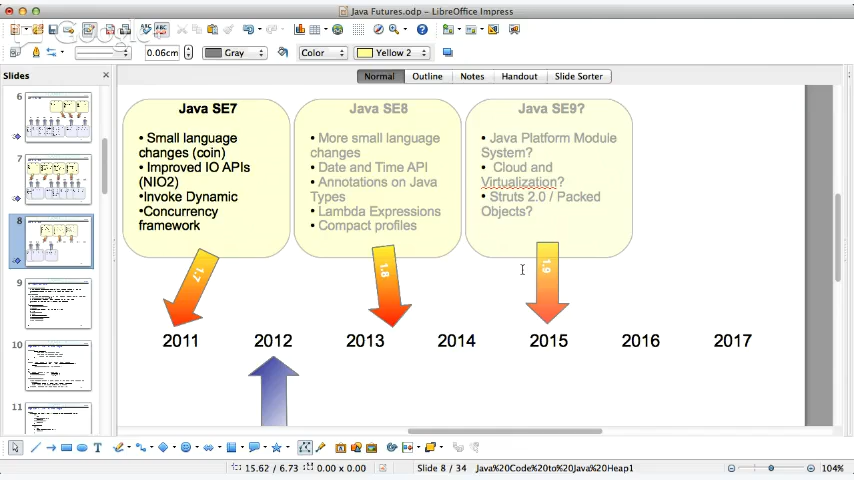 Java Futures.odp - LibreOffice Impress
0.06cm
Gray
Color
Yellow 2
Slides
Normal
Outline
Notes
Handout
Slide Sorter
6
7
8
9
10
11
Java SE7
• Small language
changes (coin)
• Improved IO APIs
(NIO2)
•Invoke Dynamic
•Concurrency
framework
Java SE8
• More small language
changes
• Date and Time API
• Annotations on Java
Types
• Lambda Expressions
• Compact profiles
Java SE9?
• Java Platform Module
System?
• Cloud and
Virtualization?
• Struts 2.0 / Packed
Objects?
1.7
1.8
1.9
2011
2012
2013
2014
2015
2016
2017
15.62 / 6.73
0.00 x 0.00
Slide 8 / 34
Java%20Code%20to%20Java%20Heap1
104%